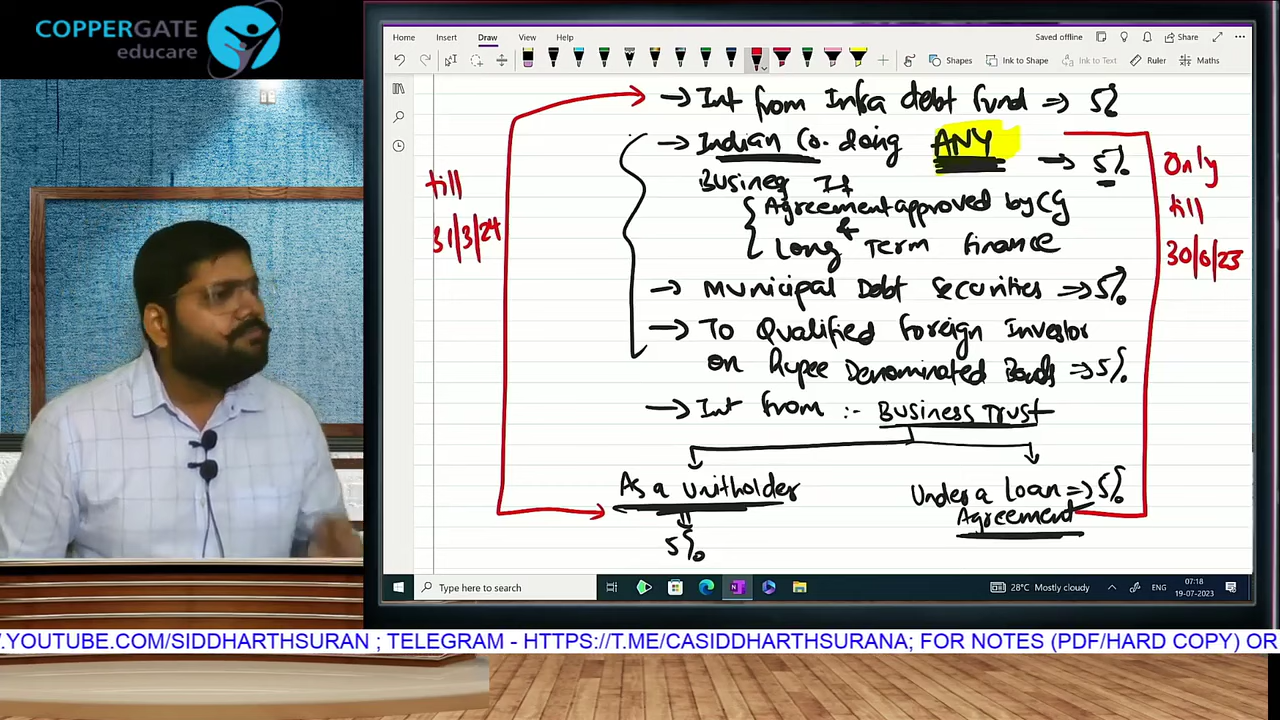 COPPERGATE
educare
Home Insert Draw View Help
Saved offline Share
Shapes Ink to Shape Ink to Text Ruler Maths
→ Int from Infra debt fund ⇒ 5%
→ Indian Co. doing ANY → 5%
Business If
Agreement approved by CG
&
Long Term finance
→ Municipal Debt Securities ⇒ 5%
→ To Qualified Foreign Investor
on Rupee Denominated Bonds ⇒ 5%
→ Int from :- Business Trust
As a unitholder
5%
Under a loan ⇒ 5%
Agreement
till
31/3/24
Only
till
30/6/23
Type here to search
28°C Mostly cloudy
ENG
07:18
19-07-2023
.YOUTUBE.COM/SIDDHARTHSURAN ; TELEGRAM - HTTPS://T.ME/CASIDDHARTHSURANA; FOR NOTES (PDF/HARD COPY) OR